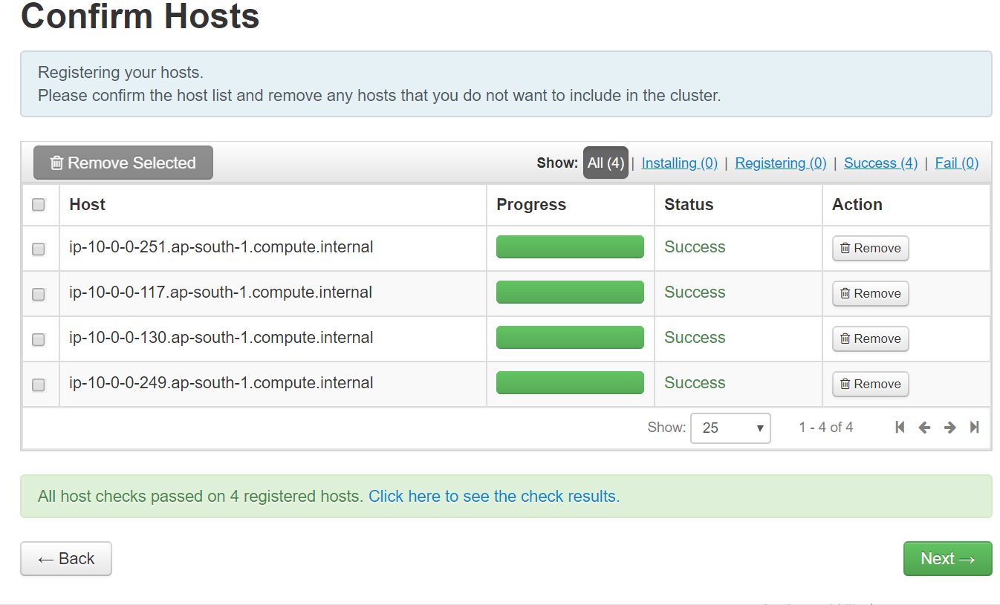 Confirm Hosts
Registering your hosts.
Please confirm the host list and remove any hosts that you do not want to include in the cluster.
Remove Selected
Show: All (4) | Installing (0) | Registering (0) | Success (4) | Fail (0)
Host Progress Status Action
ip-10-0-0-251.ap-south-1.compute.internal Success Remove
ip-10-0-0-117.ap-south-1.compute.internal Success Remove
ip-10-0-0-130.ap-south-1.compute.internal Success Remove
ip-10-0-0-249.ap-south-1.compute.internal Success Remove
Show: 25 1 - 4 of 4
All host checks passed on 4 registered hosts. Click here to see the check results.
← Back
Next →